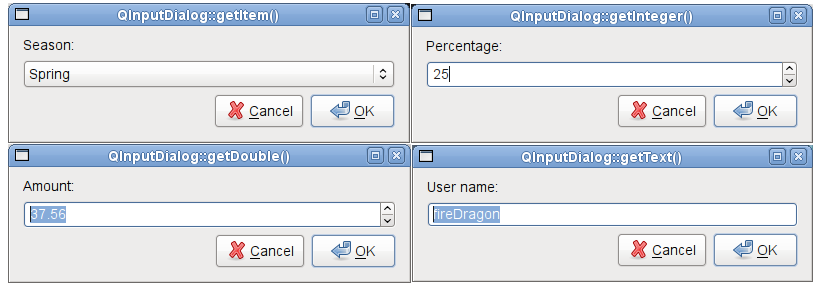 QInputDialog::getItem()
Season:
Spring
Cancel OK
QInputDialog::getInteger()
Percentage:
25
Cancel OK
QInputDialog::getDouble()
Amount:
37.56
Cancel OK
QInputDialog::getText()
User name:
fireDragon
Cancel OK